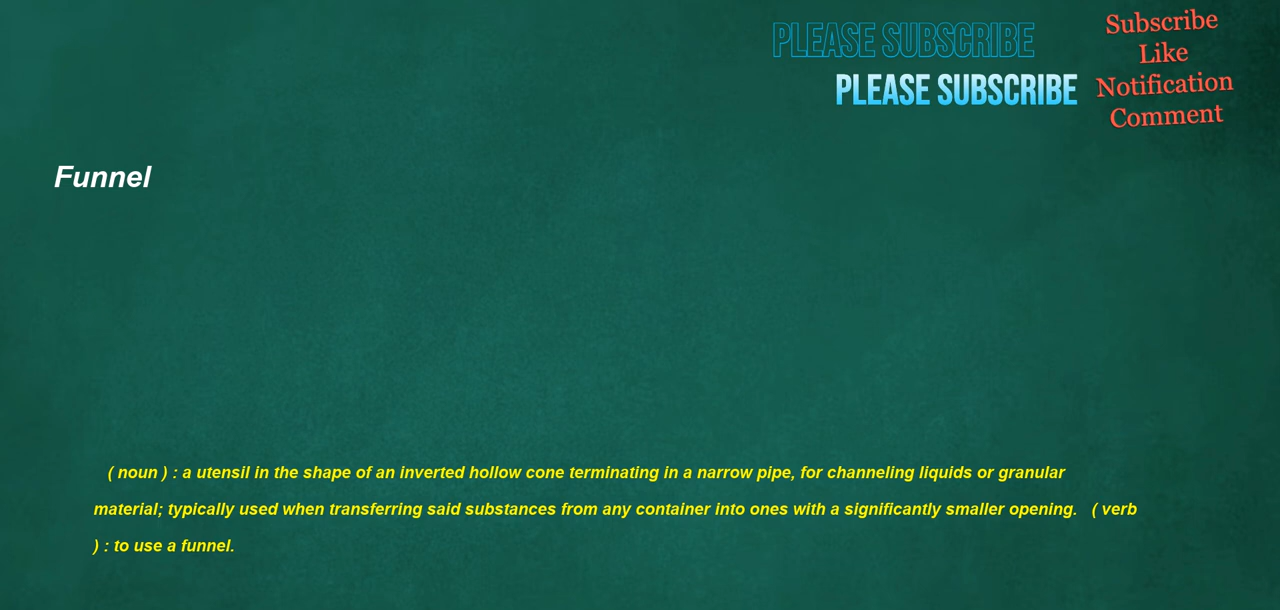 PLEASE SUBSCRIBE
PLEASE SUBSCRIBE
Subscribe
Like
Notification
Comment
Funnel
( noun ) : a utensil in the shape of an inverted hollow cone terminating in a narrow pipe, for channeling liquids or granular
material; typically used when transferring said substances from any container into ones with a significantly smaller opening. ( verb
) : to use a funnel.